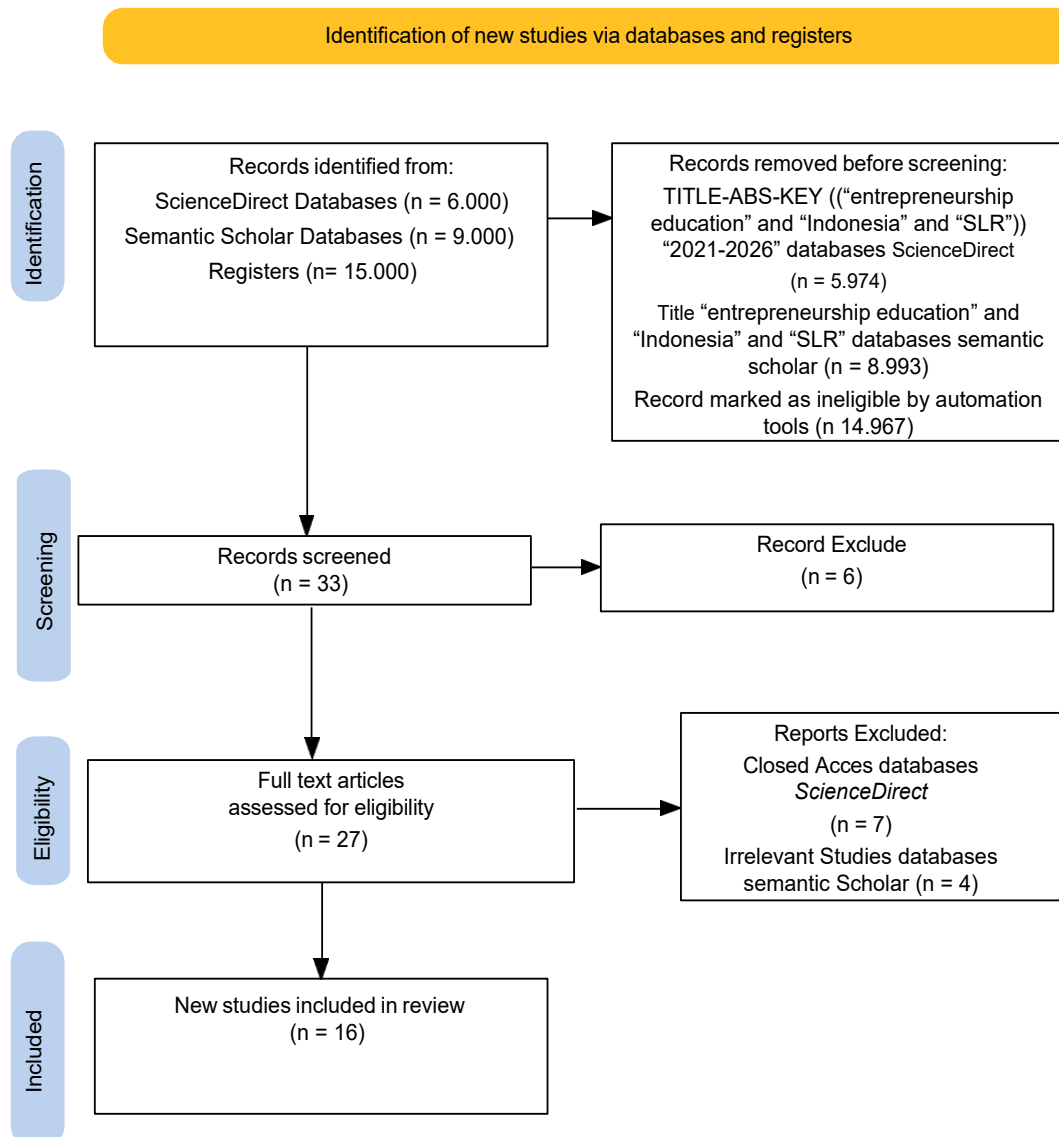 Identification of new studies via databases and registers
Identification
Records identified from:
ScienceDirect Databases (n = 6.000)
Semantic Scholar Databases (n = 9.000)
Registers (n= 15.000)
Records removed before screening:
TITLE-ABS-KEY ((“entrepreneurship
education” and “Indonesia” and “SLR”))
“2021-2026” databases ScienceDirect
(n = 5.974)
Title “entrepreneurship education” and
“Indonesia” and “SLR” databases semantic
scholar (n = 8.993)
Record marked as ineligible by automation
tools (n 14.967)
Screening
Records screened
(n = 33)
Record Exclude
(n = 6)
Eligibility
Full text articles
assessed for eligibility
(n = 27)
Reports Excluded:
Closed Acces databases
ScienceDirect
(n = 7)
Irrelevant Studies databases
semantic Scholar (n = 4)
Included
New studies included in review
(n = 16)